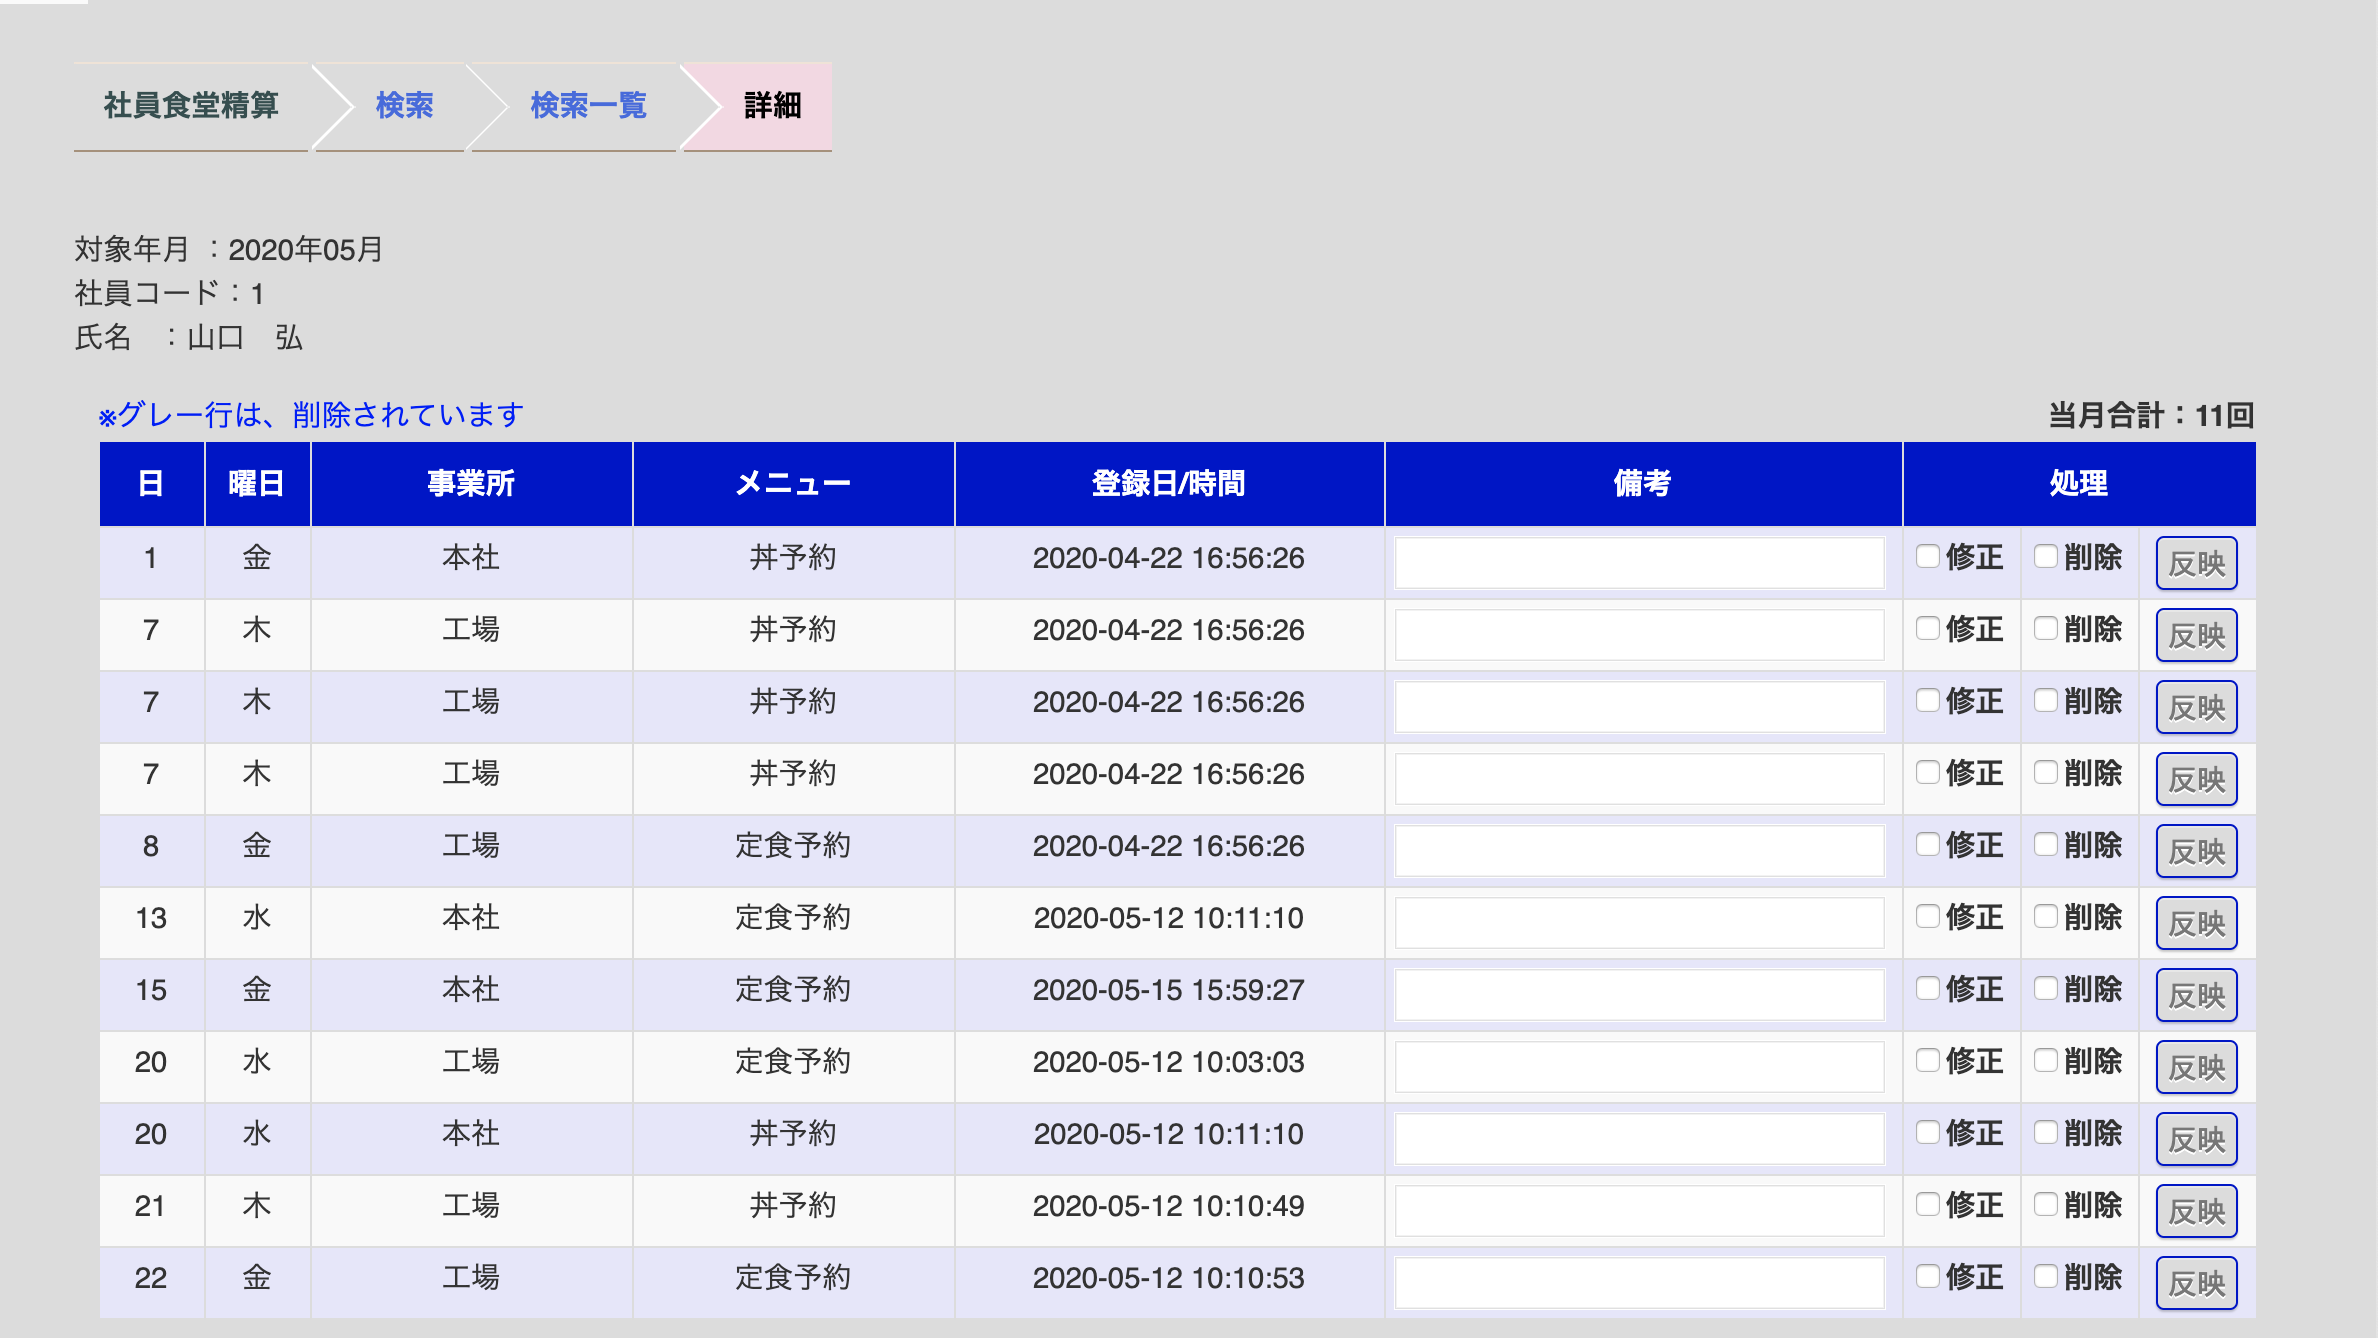 社員食堂精算 検索 検索一覧 詳細
対象年月 ：2020年05月
社員コード：1
氏名　：山口　弘
※グレー行は、削除されています 当月合計：11回
日 曜日 事業所 メニュー 登録日/時間 備考 処理
1 金 本社 丼予約 2020-04-22 16:56:26 修正 削除 反映
7 木 工場 丼予約 2020-04-22 16:56:26 修正 削除 反映
7 木 工場 丼予約 2020-04-22 16:56:26 修正 削除 反映
7 木 工場 丼予約 2020-04-22 16:56:26 修正 削除 反映
8 金 工場 定食予約 2020-04-22 16:56:26 修正 削除 反映
13 水 本社 定食予約 2020-05-12 10:11:10 修正 削除 反映
15 金 本社 定食予約 2020-05-15 15:59:27 修正 削除 反映
20 水 工場 定食予約 2020-05-12 10:03:03 修正 削除 反映
20 水 本社 丼予約 2020-05-12 10:11:10 修正 削除 反映
21 木 工場 丼予約 2020-05-12 10:10:49 修正 削除 反映
22 金 工場 定食予約 2020-05-12 10:10:53 修正 削除 反映